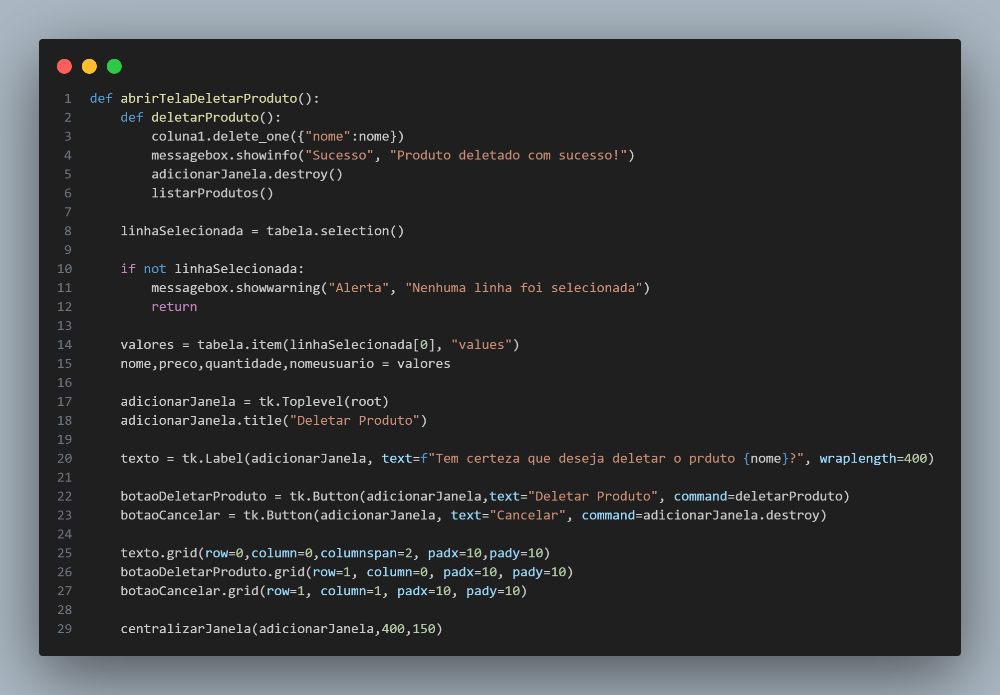 1 def abrirTelaDeletarProduto():
2     def deletarProduto():
3         coluna1.delete_one({"nome":nome})
4         messagebox.showinfo("Sucesso", "Produto deletado com sucesso!")
5         adicionarJanela.destroy()
6         listarProdutos()
7
8     linhaSelecionada = tabela.selection()
9
10     if not linhaSelecionada:
11         messagebox.showwarning("Alerta", "Nenhuma linha foi selecionada")
12         return
13
14     valores = tabela.item(linhaSelecionada[0], "values")
15     nome,preco,quantidade,nomeusuario = valores
16
17     adicionarJanela = tk.Toplevel(root)
18     adicionarJanela.title("Deletar Produto")
19
20     texto = tk.Label(adicionarJanela, text=f"Tem certeza que deseja deletar o prduto {nome}?", wraplength=400)
21
22     botaoDeletarProduto = tk.Button(adicionarJanela,text="Deletar Produto", command=deletarProduto)
23     botaoCancelar = tk.Button(adicionarJanela, text="Cancelar", command=adicionarJanela.destroy)
24
25     texto.grid(row=0,column=0,columnspan=2, padx=10,pady=10)
26     botaoDeletarProduto.grid(row=1, column=0, padx=10, pady=10)
27     botaoCancelar.grid(row=1, column=1, padx=10, pady=10)
28
29     centralizarJanela(adicionarJanela,400,150)